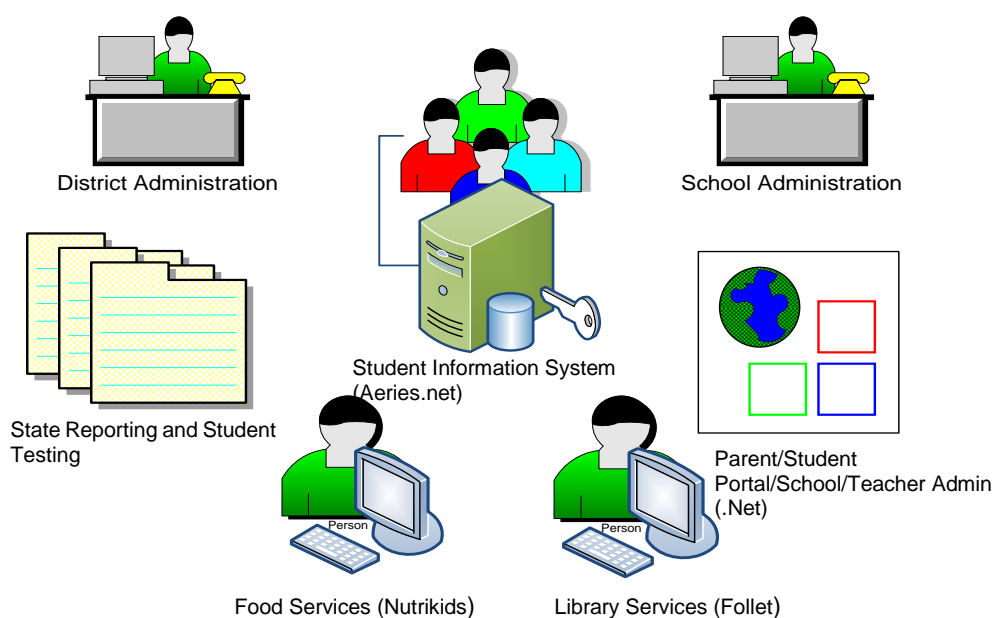 District Administration
School Administration
Student Information System
(Aeries.net)
State Reporting and Student
Testing
Parent/Student
Portal/School/Teacher Admin
(.Net)
Person
Person
Food Services (Nutrikids)
Library Services (Follet)